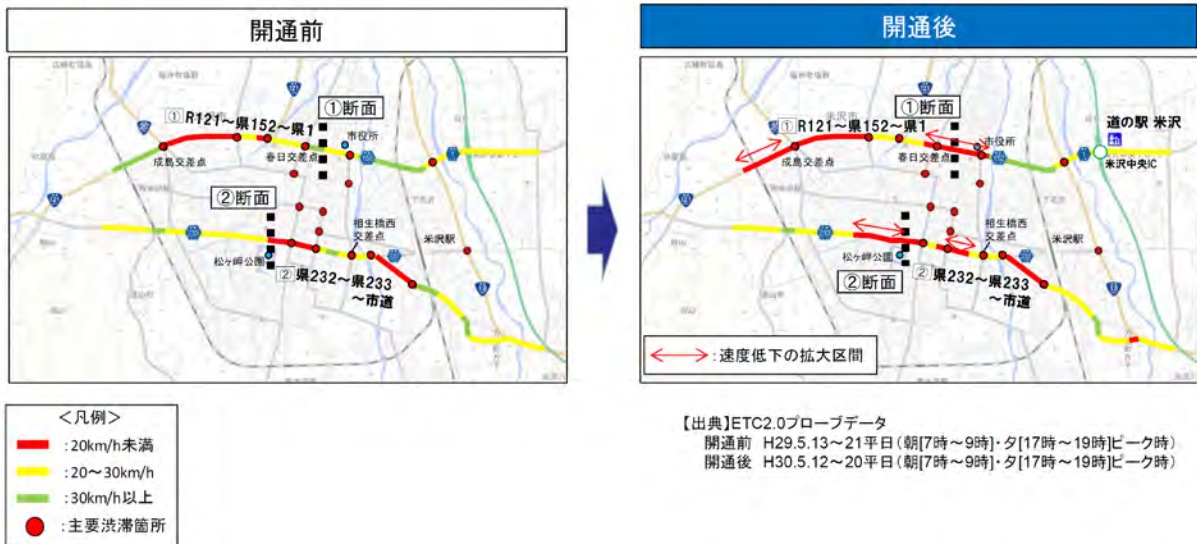 開通前
①断面
①R121～県152～県1
市役所
成島交差点
春日交差点
②断面
相生橋西
交差点
米沢駅
松ヶ岬公園
②県232～県233
～市道
開通後
①断面
①R121～県152～県1
道の駅 米沢
市役所
成島交差点
春日交差点
米沢中央IC
相生橋西
交差点
米沢駅
松ヶ岬公園
②断面
②県232～県233
～市道
:速度低下の拡大区間
＜凡例＞
:20km/h未満
:20～30km/h
:30km/h以上
:主要渋滞箇所
【出典】ETC2.0プローブデータ
開通前 H29.5.13～21平日(朝[7時～9時]・夕[17時～19時]ピーク時)
開通後 H30.5.12～20平日(朝[7時～9時]・夕[17時～19時]ピーク時)